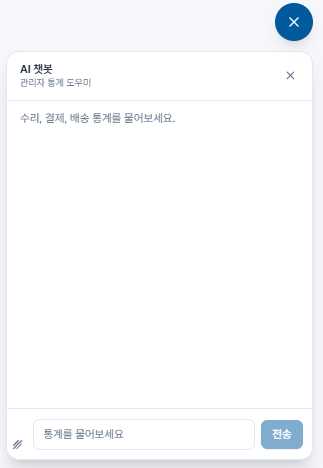 AI 챗봇
관리자 통계 도우미
수리, 결제, 배송 통계를 물어보세요.
통계를 물어보세요
전송